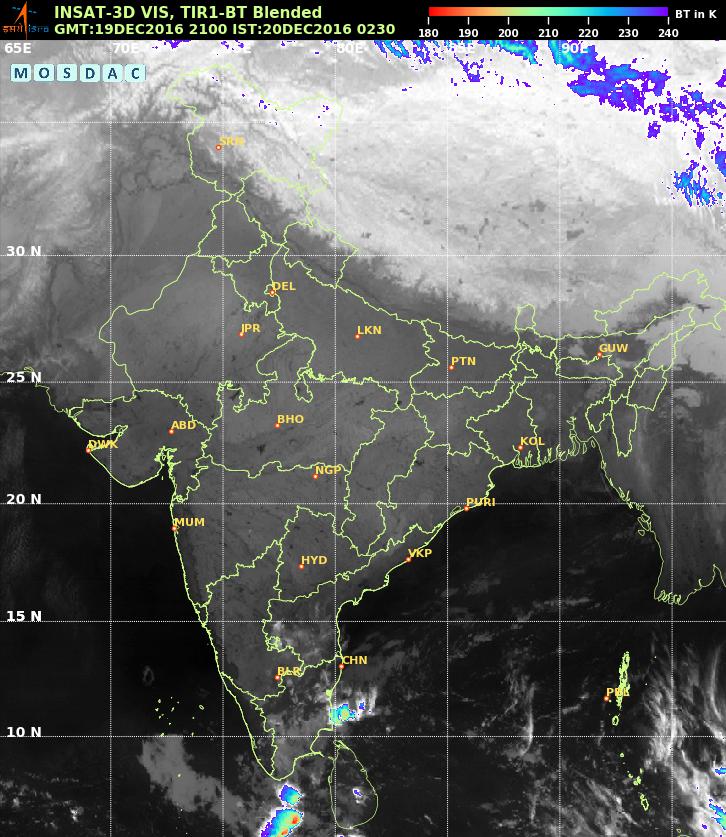 INSAT-3D VIS, TIR1-BT Blended
GMT:19DEC2016 2100 IST:20DEC2016 0230
BT in K
180 190 200 210 220 230 240
65E 70E 80E 90E
MOSDAC
SRN
30 N
DEL
JPR LKN
GUW
PTN
25 N
ABD BHO
DWK KOL
NGP
20 N PURI
MUM
VKP
HYD
15 N
CHN
BLR
PBL
10 N